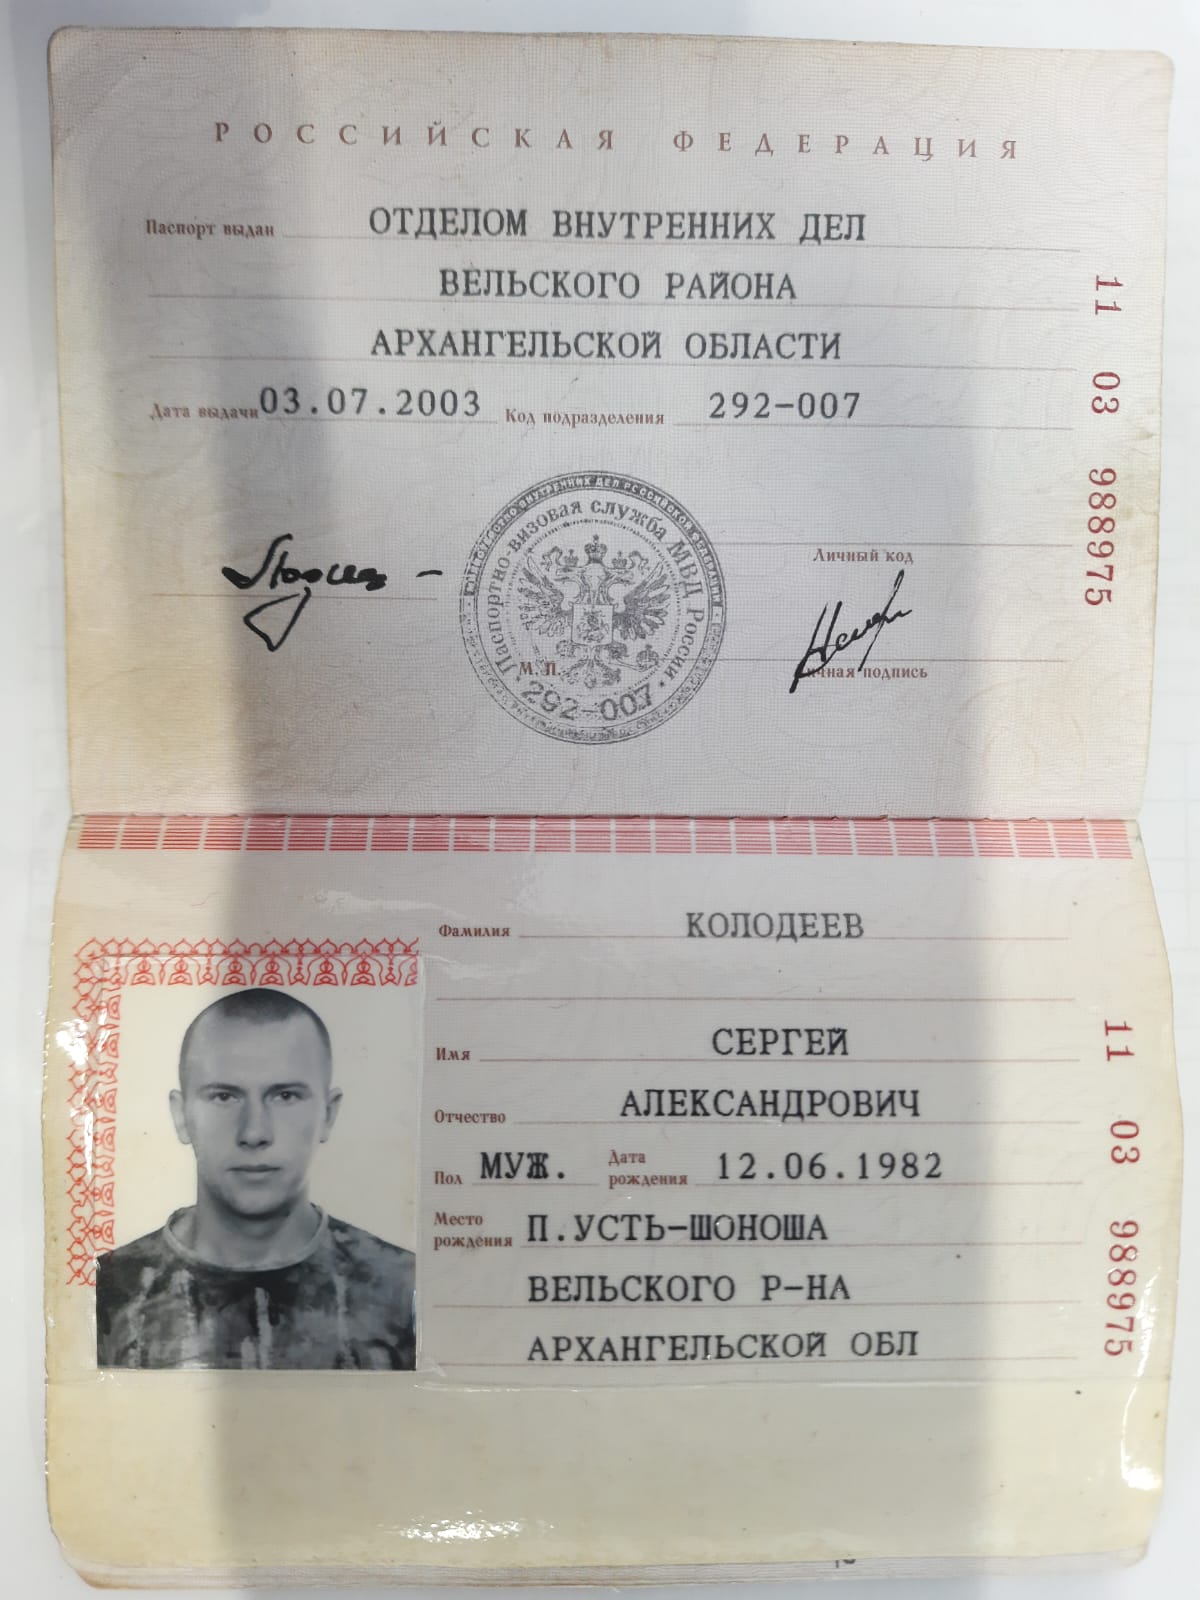 РОССИЙСКАЯ ФЕДЕРАЦИЯ
Паспорт выдан ОТДЕЛОМ ВНУТРЕННИХ ДЕЛ
ВЕЛЬСКОГО РАЙОНА
АРХАНГЕЛЬСКОЙ ОБЛАСТИ
Дата выдачи 03.07.2003 Код подразделения 292-007
11 03 988975
Паспортно-визовая служба МВД России
292-007
М. П.
Личный код
Личная подпись
Фамилия КОЛОДЕЕВ
Имя СЕРГЕЙ
Отчество АЛЕКСАНДРОВИЧ
Пол МУЖ. Дата рождения 12.06.1982
Место рождения П.УСТЬ-ШОНОША
ВЕЛЬСКОГО Р-НА
АРХАНГЕЛЬСКОЙ ОБЛ
11 03 988975